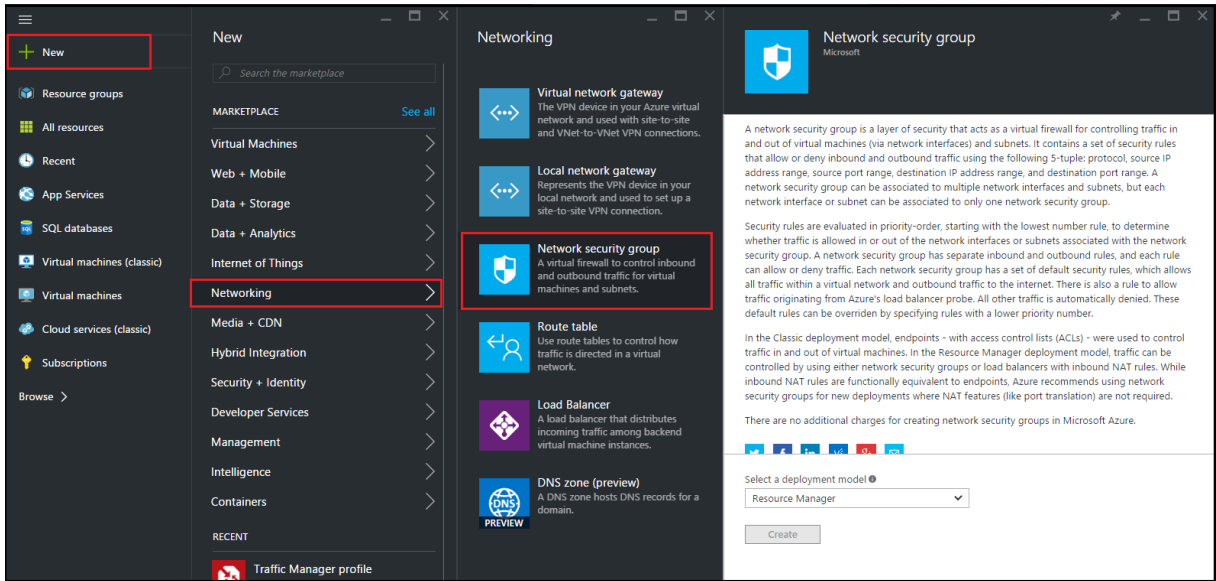 New
Resource groups
All resources
Recent
App Services
SQL databases
Virtual machines (classic)
Virtual machines
Cloud services (classic)
Subscriptions
Browse >
New
Search the marketplace
MARKETPLACE See all
Virtual Machines
Web + Mobile
Data + Storage
Data + Analytics
Internet of Things
Networking
Media + CDN
Hybrid Integration
Security + Identity
Developer Services
Management
Intelligence
Containers
RECENT
Traffic Manager profile
Networking
Virtual network gateway
The VPN device in your Azure virtual
network and used with site-to-site
and VNet-to-VNet VPN connections.
Local network gateway
Represents the VPN device in your
local network and used to set up a
site-to-site VPN connection.
Network security group
A virtual firewall to control inbound
and outbound traffic for virtual
machines and subnets.
Route table
Use route tables to control how
traffic is directed in a virtual
network.
Load Balancer
A load balancer that distributes
incoming traffic among backend
virtual machine instances.
DNS
PREVIEW
DNS zone (preview)
A DNS zone hosts DNS records for a
domain.
Network security group
Microsoft
A network security group is a layer of security that acts as a virtual firewall for controlling traffic in
and out of virtual machines (via network interfaces) and subnets. It contains a set of security rules
that allow or deny inbound and outbound traffic using the following 5-tuple: protocol, source IP
address range, source port range, destination IP address range, and destination port range. A
network security group can be associated to multiple network interfaces and subnets, but each
network interface or subnet can be associated to only one network security group.
Security rules are evaluated in priority-order, starting with the lowest number rule, to determine
whether traffic is allowed in or out of the network interfaces or subnets associated with the network
security group. A network security group has separate inbound and outbound rules, and each rule
can allow or deny traffic. Each network security group has a set of default security rules, which allows
all traffic within a virtual network and outbound traffic to the internet. There is also a rule to allow
traffic originating from Azure's load balancer probe. All other traffic is automatically denied. These
default rules can be overriden by specifying rules with a lower priority number.
In the Classic deployment model, endpoints - with access control lists (ACLs) - were used to control
traffic in and out of virtual machines. In the Resource Manager deployment model, traffic can be
controlled by using either network security groups or load balancers with inbound NAT rules. While
inbound NAT rules are functionally equivalent to endpoints, Azure recommends using network
security groups for new deployments where NAT features (like port translation) are not required.
There are no additional charges for creating network security groups in Microsoft Azure.
Select a deployment model
Resource Manager
Create